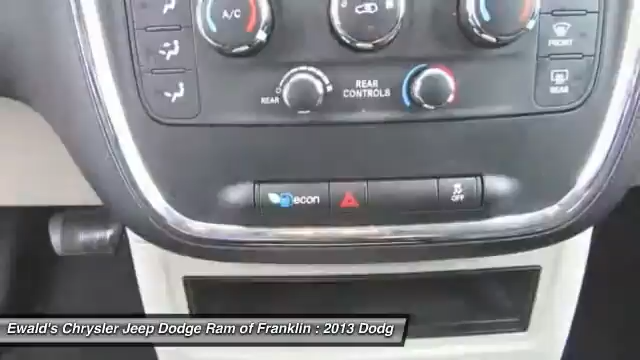 A/C
FRONT
REAR
REAR
CONTROLS
REAR
econ
OFF
Ewald's Chrysler Jeep Dodge Ram of Franklin : 2013 Dodg